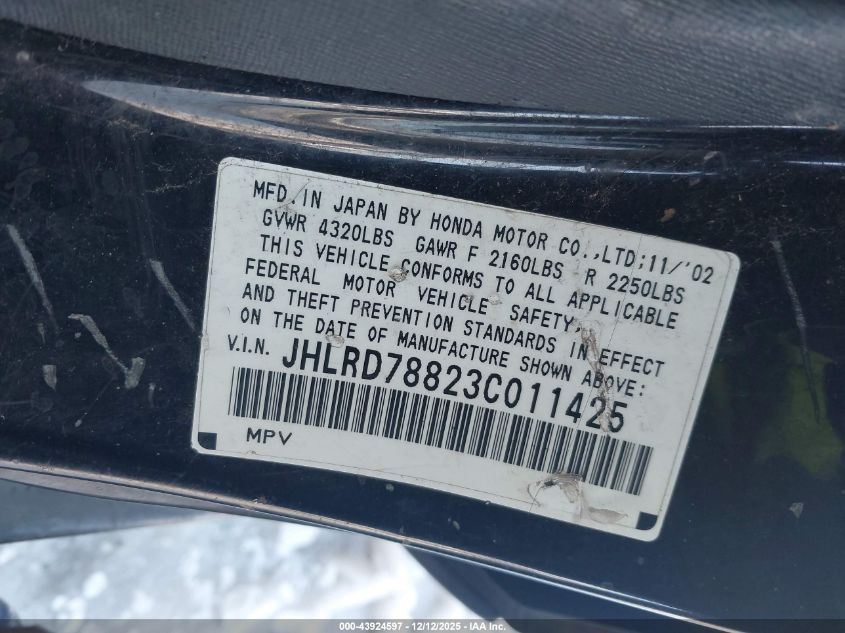 MFD IN JAPAN BY HONDA MOTOR CO.,LTD;11/'02
GVWR 4320LBS GAWR F 2160LBS R 2250LBS
THIS VEHICLE CONFORMS TO ALL APPLICABLE
FEDERAL MOTOR VEHICLE SAFETY,
AND THEFT PREVENTION STANDARDS IN EFFECT
ON THE DATE OF MANUFACTURE SHOWN ABOVE:
V.I.N. JHLRD78823C011425
MPV
000-43924597 - 12/12/2025 - IAA Inc.